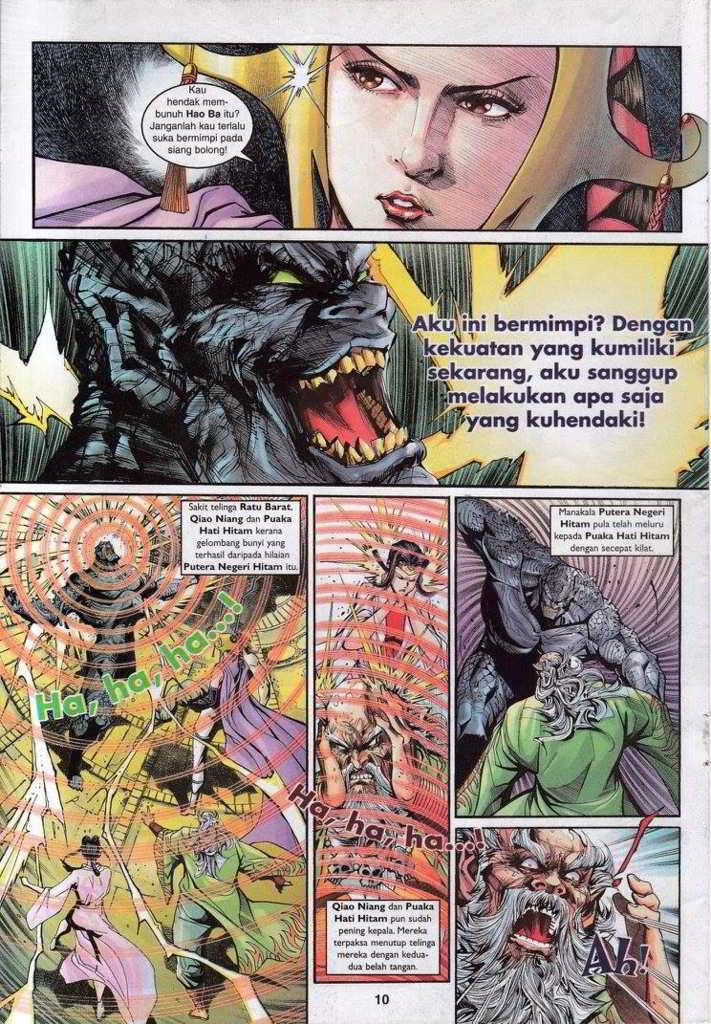 Kau
hendak mem-
bunuh Hao Ba itu?
Janganlah kau terlalu
suka bermimpi pada
siang bolong!
Aku ini bermimpi? Dengan
kekuatan yang kumiliki
sekarang, aku sanggup
melakukan apa saja
yang kuhendaki!
Sakit telinga Ratu Barat,
Qiao Niang dan Puaka
Hati Hitam kerana
gelombang bunyi yang
terhasil daripada hilaian
Putera Negeri Hitam itu.
Ha, ha, ha...!
Ha, ha, ha...!
Qiao Niang dan Puaka
Hati Hitam pun sudah
pening kepala. Mereka
terpaksa menutup telinga
mereka dengan kedua-
dua belah tangan.
Manakala Putera Negeri
Hitam pula telah meluru
kepada Puaka Hati Hitam
dengan secepat kilat.
Ah!
10